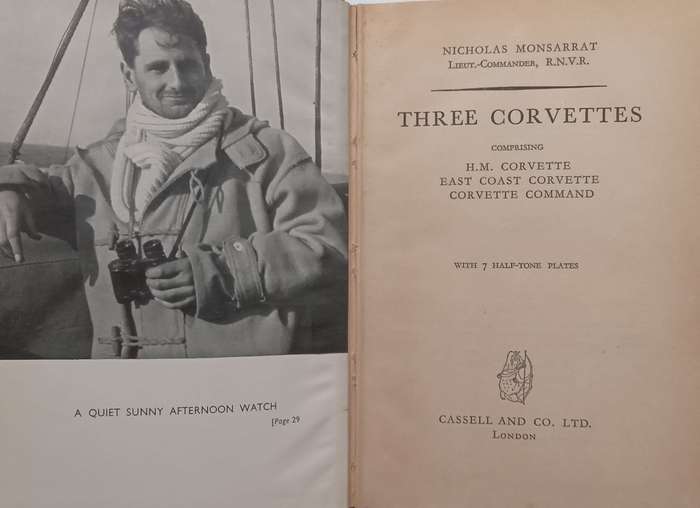 A QUIET SUNNY AFTERNOON WATCH
[Page 29
NICHOLAS MONSARRAT
LIEUT.-COMMANDER, R.N.V.R.
THREE CORVETTES
COMPRISING
H.M. CORVETTE
EAST COAST CORVETTE
CORVETTE COMMAND
WITH 7 HALF-TONE PLATES
CASSELL AND CO. LTD.
LONDON